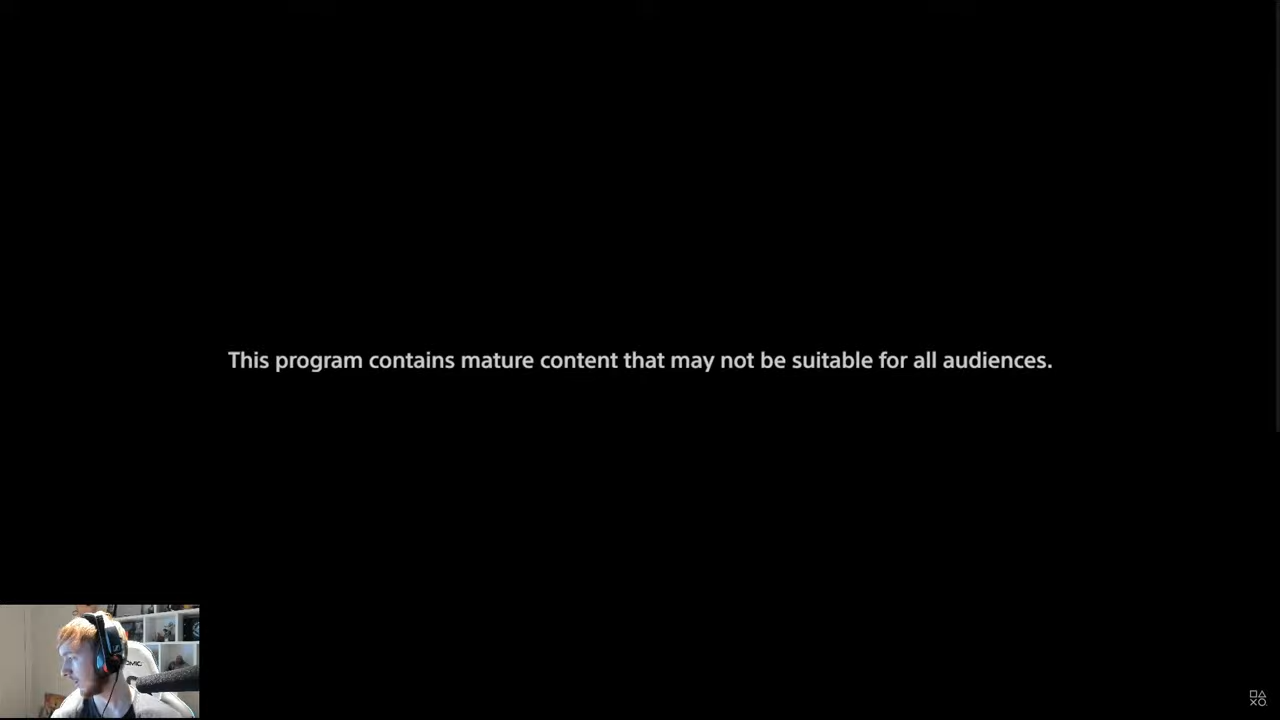 This program contains mature content that may not be suitable for all audiences.